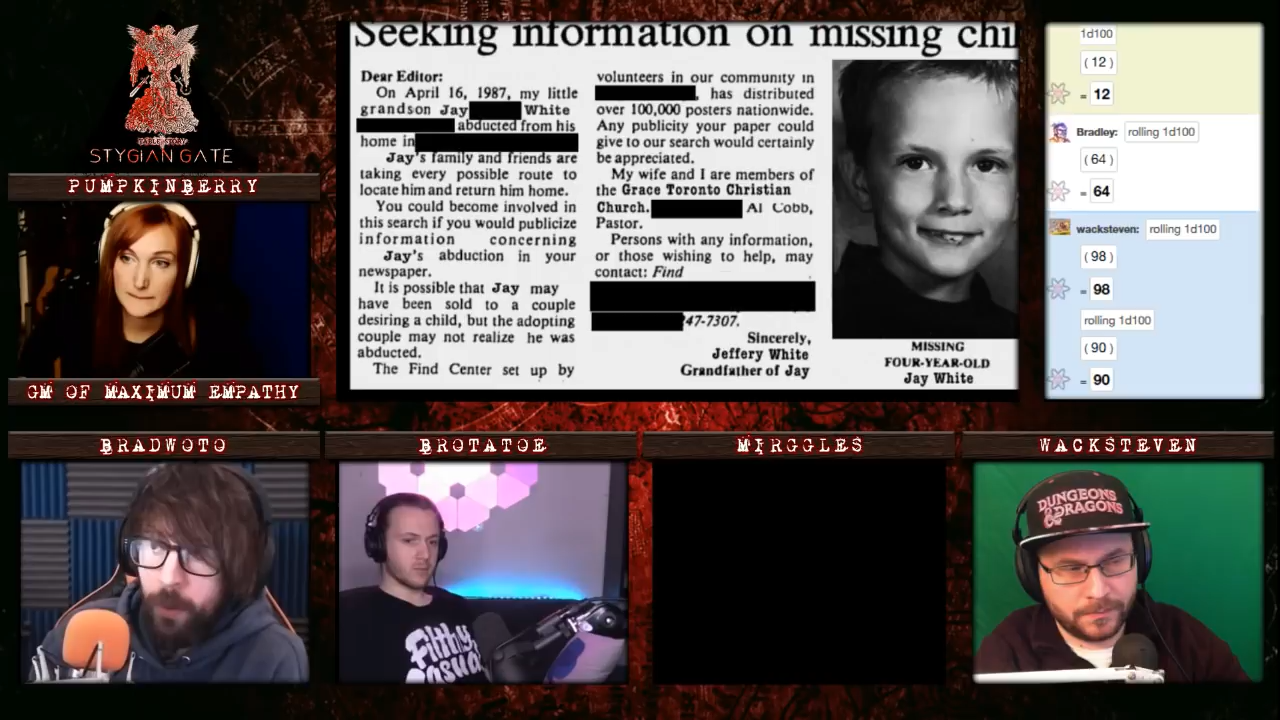 TABLE STORY
STYGIAN GATE
PUMPKINBERRY
GM OF MAXIMUM EMPATHY
Seeking information on missing chi
Dear Editor:
On April 16, 1987, my little
grandson Jay White
abducted from his
home in
Jay's family and friends are
taking every possible route to
locate him and return him home.
You could become involved in
this search if you would publicize
information concerning
Jay's abduction in your
newspaper.
It is possible that Jay may
have been sold to a couple
desiring a child, but the adopting
couple may not realize he was
abducted.
The Find Center set up by
volunteers in our community in
, has distributed
over 100,000 posters nationwide.
Any publicity your paper could
give to our search would certainly
be appreciated.
My wife and I are members of
the Grace Toronto Christian
Church. Al Cobb,
Pastor.
Persons with any information,
or those wishing to help, may
contact: Find
47-7307.
Sincerely,
Jeffery White
Grandfather of Jay
MISSING
FOUR-YEAR-OLD
Jay White
1d100
(12)
= 12
Bradley: rolling 1d100
(64)
= 64
wacksteven: rolling 1d100
(98)
= 98
rolling 1d100
(90)
= 90
BRADWOTO
BROTATOE
MIRGGLES
WACKSTEVEN
Filthy
Casual
DUNGEONS
& DRAGONS